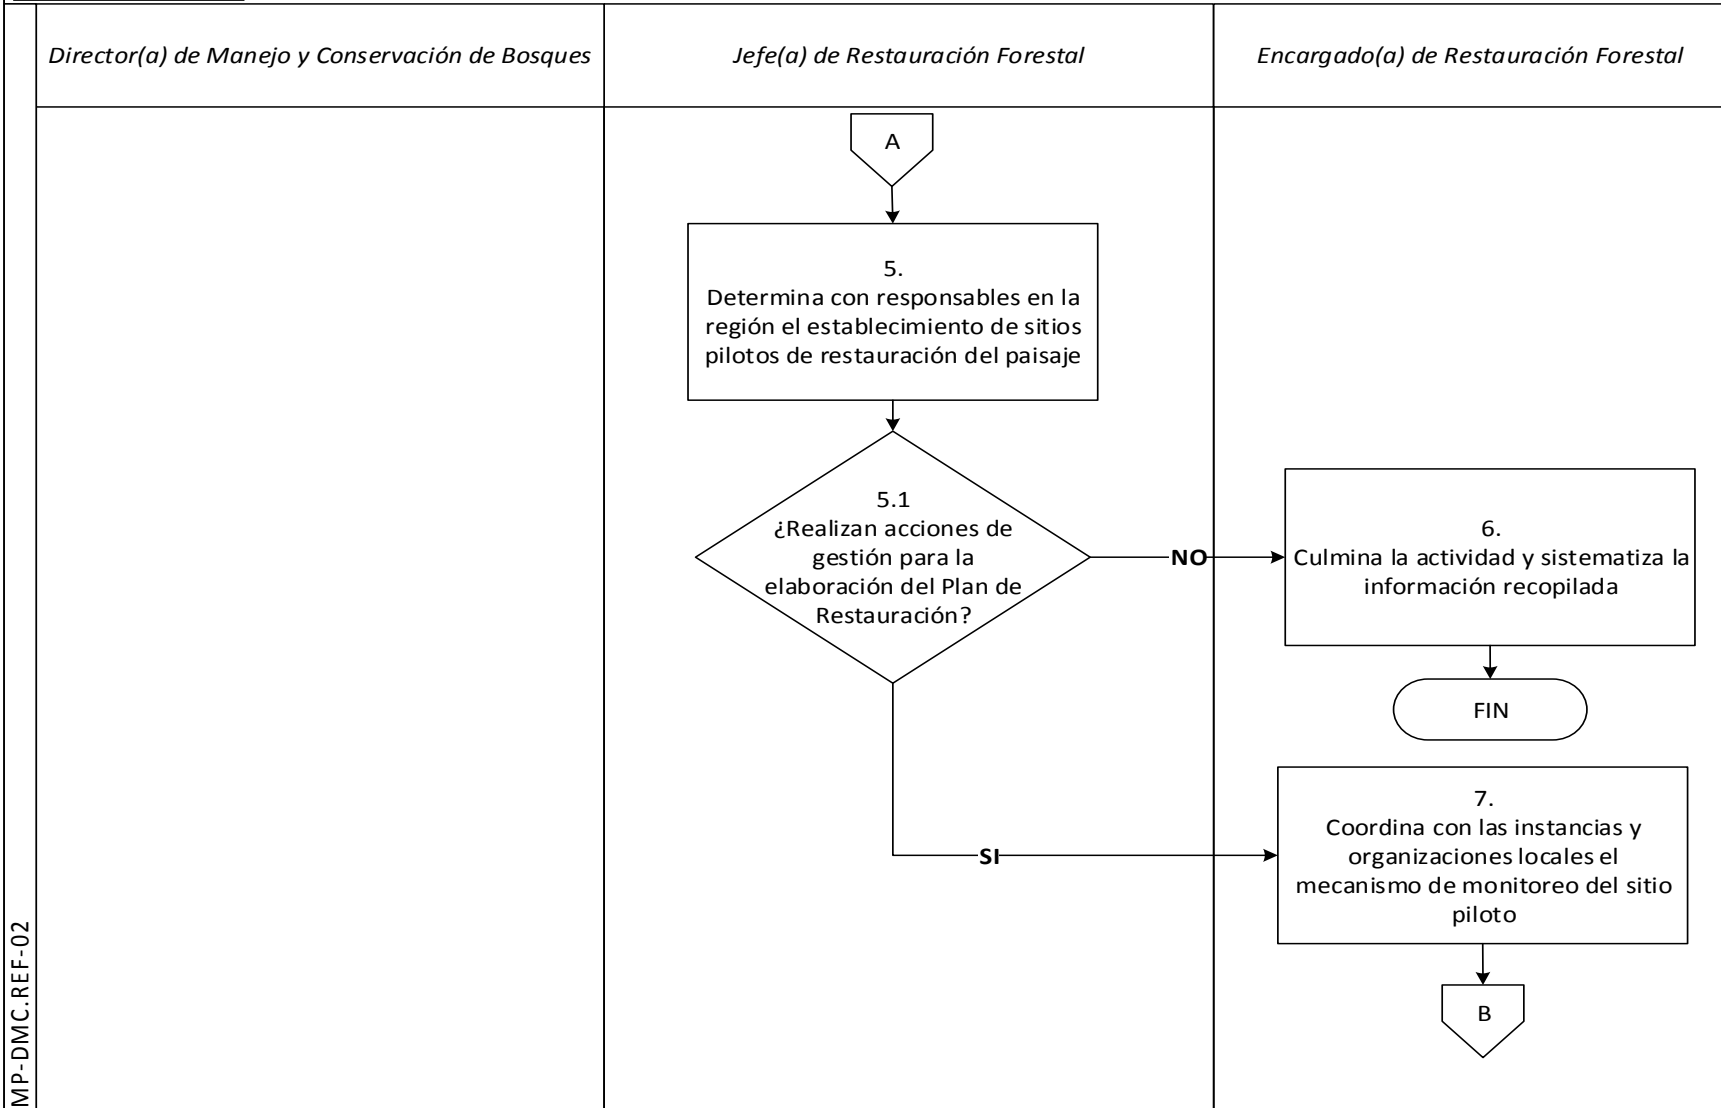 Director(a) de Manejo y Conservación de Bosques
Jefe(a) de Restauración Forestal
Encargado(a) de Restauración Forestal
A
5.
Determina con responsables en la
región el establecimiento de sitios
pilotos de restauración del paisaje
5.1
¿Realizan acciones de
gestión para la
elaboración del Plan de
Restauración?
NO
6.
Culmina la actividad y sistematiza la
información recopilada
FIN
SI
7.
Coordina con las instancias y
organizaciones locales el
mecanismo de monitoreo del sitio
piloto
B
MP-DMC.REF-02